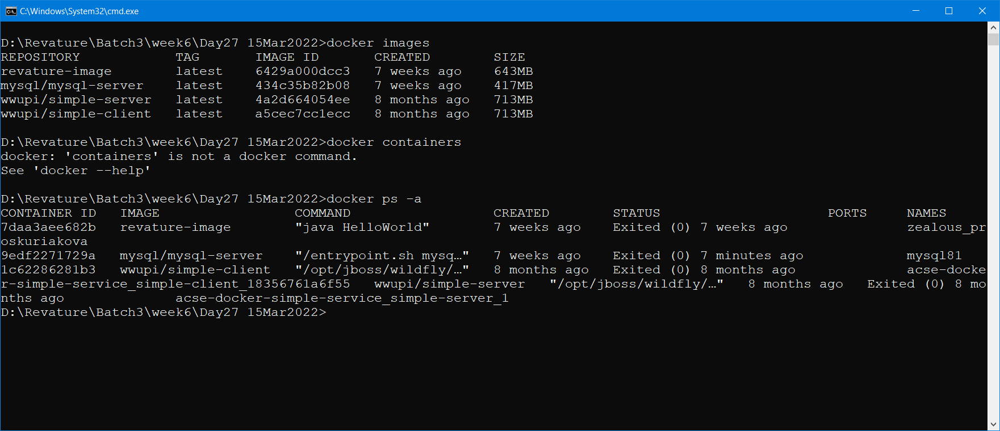 C:\Windows\System32\cmd.exe
D:\Revature\Batch3\week6\Day27 15Mar2022>docker images
REPOSITORY            TAG       IMAGE ID       CREATED        SIZE
revature-image        latest    6429a000dcc3   7 weeks ago    643MB
mysql/mysql-server    latest    434c35b82b08   7 weeks ago    417MB
wwupi/simple-server   latest    4a2d664054ee   8 months ago   713MB
wwupi/simple-client   latest    a5cec7cc1ecc   8 months ago   713MB
D:\Revature\Batch3\week6\Day27 15Mar2022>docker containers
docker: 'containers' is not a docker command.
See 'docker --help'
D:\Revature\Batch3\week6\Day27 15Mar2022>docker ps -a
CONTAINER ID   IMAGE                 COMMAND                  CREATED        STATUS                     PORTS     NAMES
7daa3aee682b   revature-image        "java HelloWorld"        7 weeks ago    Exited (0) 7 weeks ago               zealous_pr
oskuriakova
9edf2271729a   mysql/mysql-server    "/entrypoint.sh mysq…"   7 weeks ago    Exited (0) 7 minutes ago             mysql81
1c62286281b3   wwupi/simple-client   "/opt/jboss/wildfly/…"   8 months ago   Exited (0) 8 months ago              acse-docke
r-simple-service_simple-client_18356761a6f55   wwupi/simple-server   "/opt/jboss/wildfly/…"   8 months ago   Exited (0) 8 mo
nths ago              acse-docker-simple-service_simple-server_1
D:\Revature\Batch3\week6\Day27 15Mar2022>